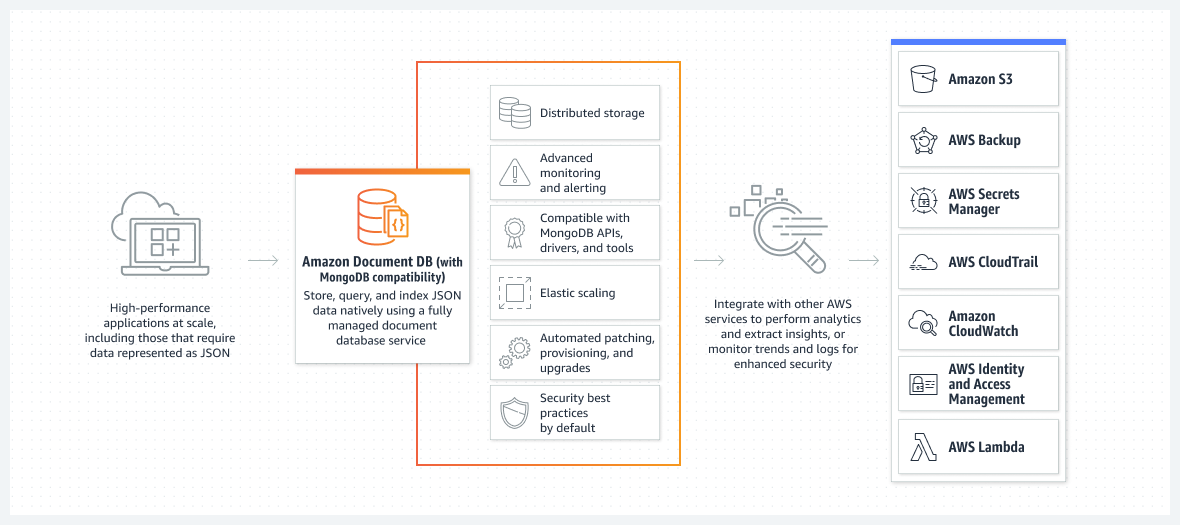 High-performance
applications at scale,
including those that require
data represented as JSON
Amazon Document DB (with
MongoDB compatibility)
Store, query, and index JSON
data natively using a fully
managed document
database service
Distributed storage
Advanced
monitoring
and alerting
Compatible with
MongoDB APIs,
drivers, and tools
Elastic scaling
Automated patching,
provisioning, and
upgrades
Security best
practices
by default
Integrate with other AWS
services to perform analytics
and extract insights, or
monitor trends and logs for
enhanced security
Amazon S3
AWS Backup
AWS Secrets
Manager
AWS CloudTrail
Amazon
CloudWatch
AWS Identity
and Access
Management
AWS Lambda